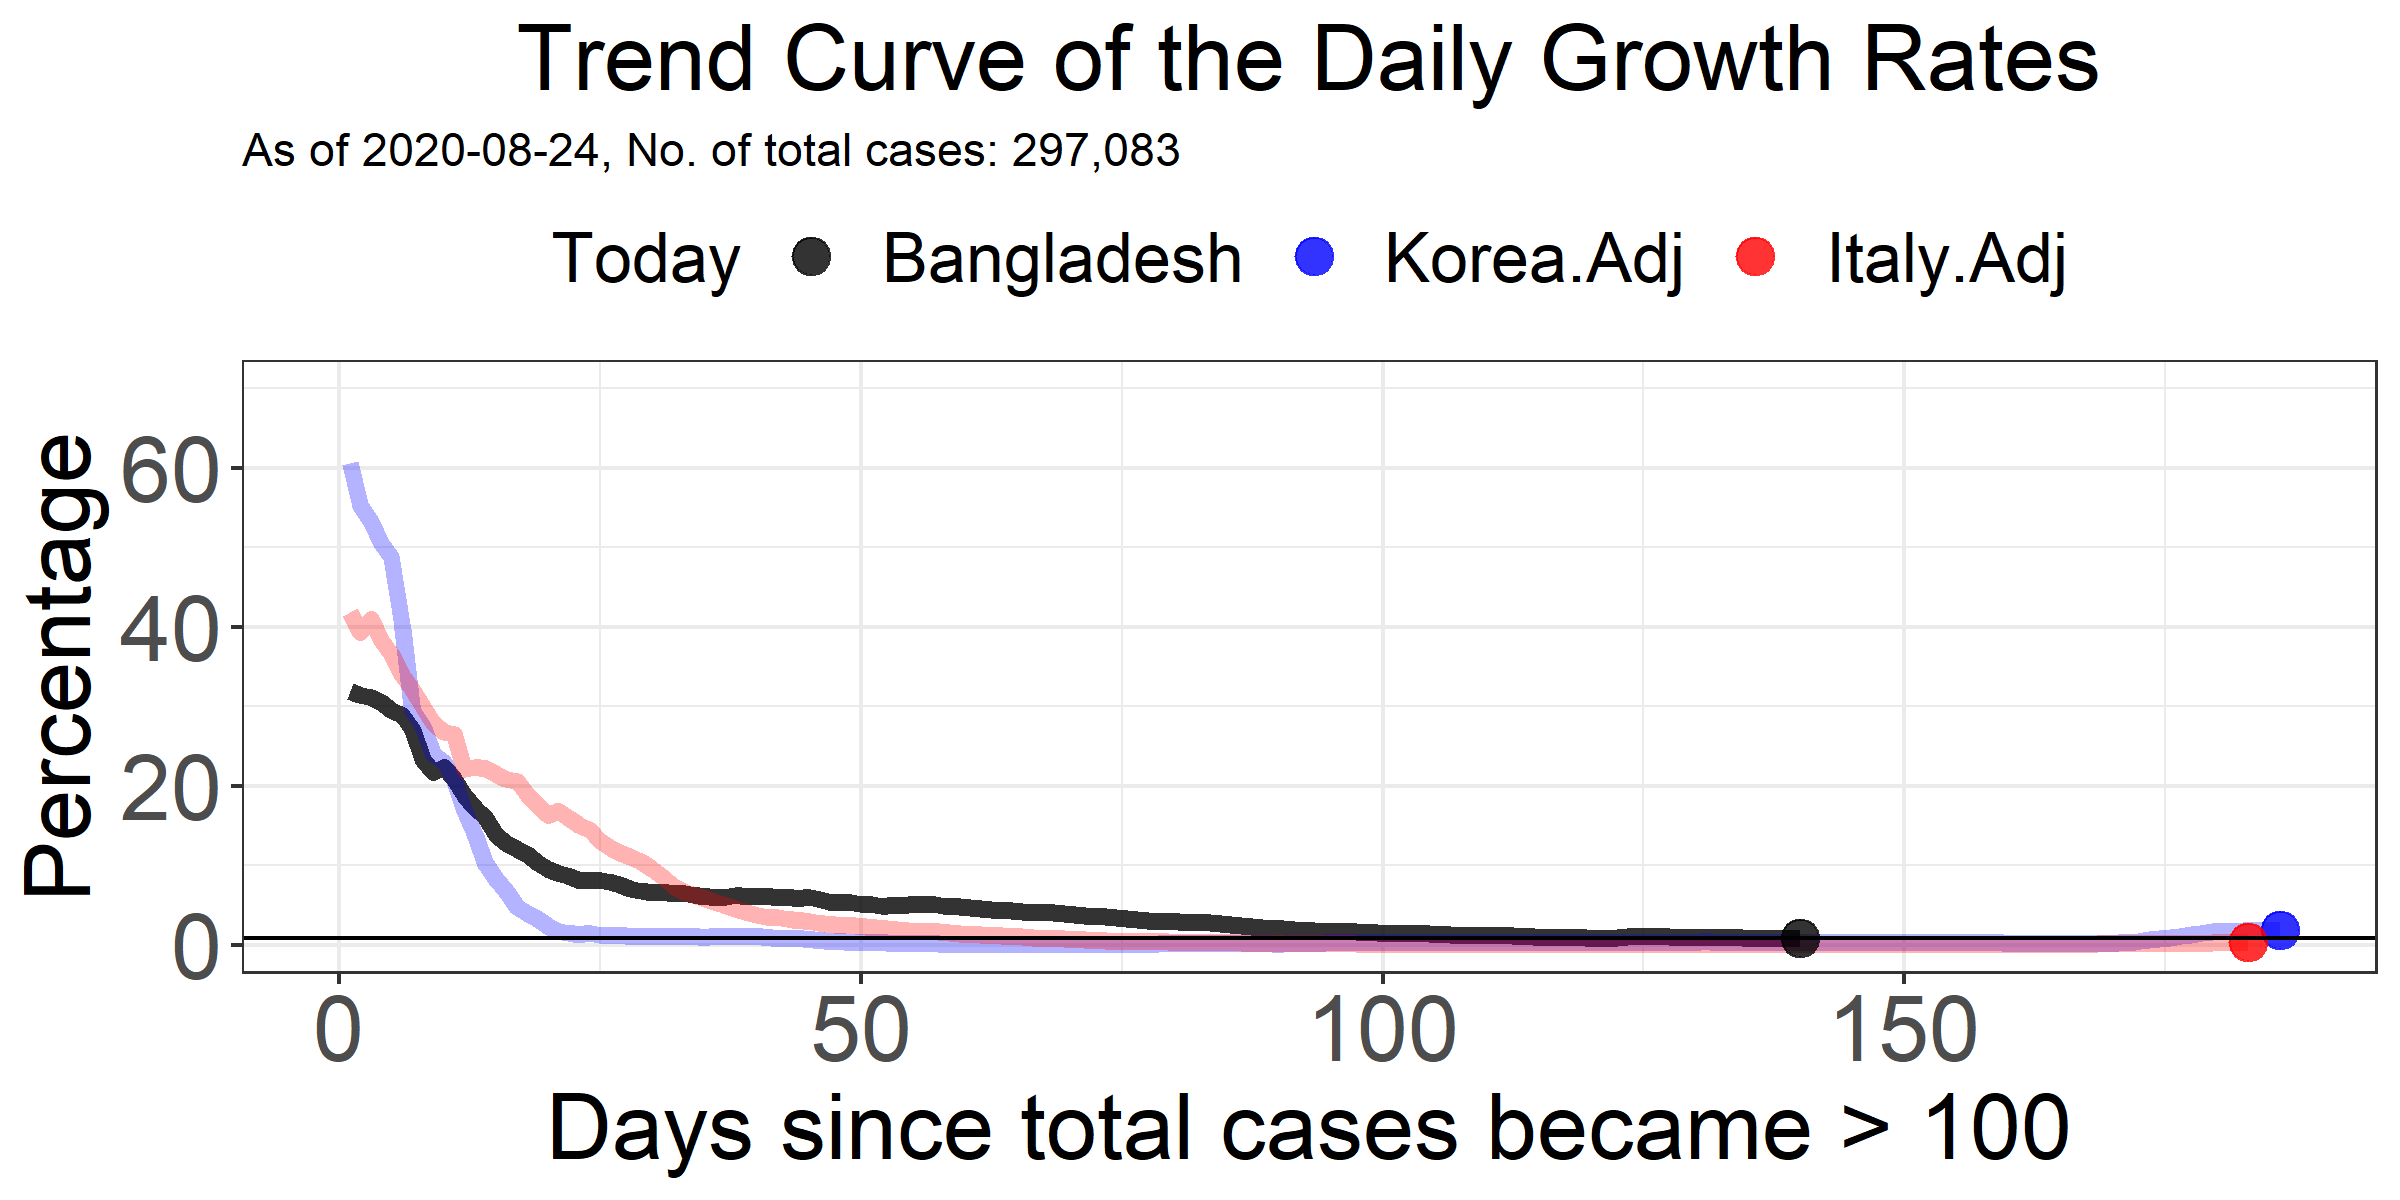 Trend Curve of the Daily Growth Rates
As of 2020-08-24, No. of total cases: 297,083
Today Bangladesh Korea.Adj Italy.Adj
Percentage
60
40
20
0
0 50 100 150
Days since total cases became > 100